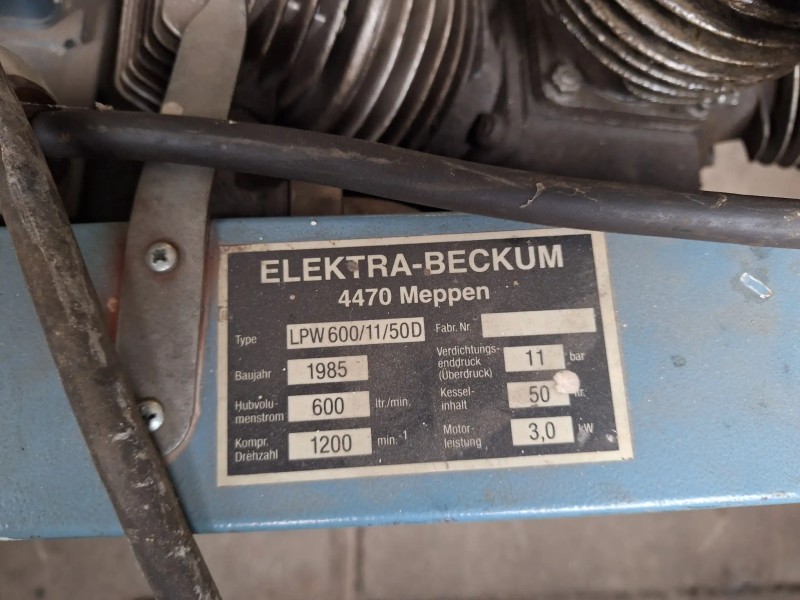 ELEKTRA-BECKUM
4470 Meppen
Type LPW 600/11/50 D Fabr. Nr
Baujahr 1985 Verdichtungs-
enddruck
(Überdruck) 11 bar
Hubvolu-
menstrom 600 ltr./min. Kessel-
inhalt 50 ltr.
Kompr.
Drehzahl 1200 min.-1 Motor-
leistung 3,0 kW